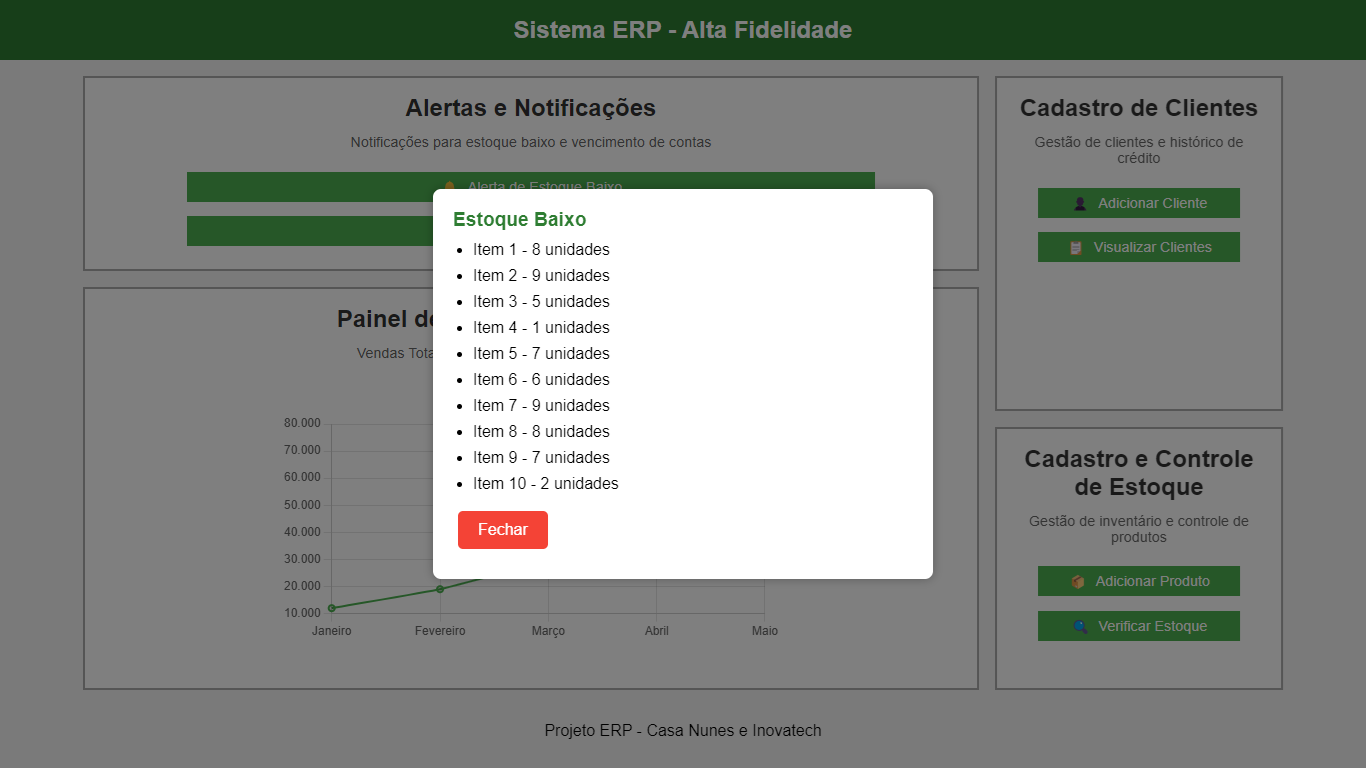 Sistema ERP - Alta Fidelidade
Alertas e Notificações
Notificações para estoque baixo e vencimento de contas
Alerta de Estoque Baixo
Estoque Baixo
Item 1 - 8 unidades
Item 2 - 9 unidades
Item 3 - 5 unidades
Item 4 - 1 unidades
Item 5 - 7 unidades
Item 6 - 6 unidades
Item 7 - 9 unidades
Item 8 - 8 unidades
Item 9 - 7 unidades
Item 10 - 2 unidades
Fechar
Painel
Vendas
80.000
70.000
60.000
50.000
40.000
30.000
20.000
10.000
Janeiro Fevereiro Março Abril Maio
Cadastro de Clientes
Gestão de clientes e histórico de
crédito
Adicionar Cliente
Visualizar Clientes
Cadastro e Controle
de Estoque
Gestão de inventário e controle de
produtos
Adicionar Produto
Verificar Estoque
Projeto ERP - Casa Nunes e Inovatech